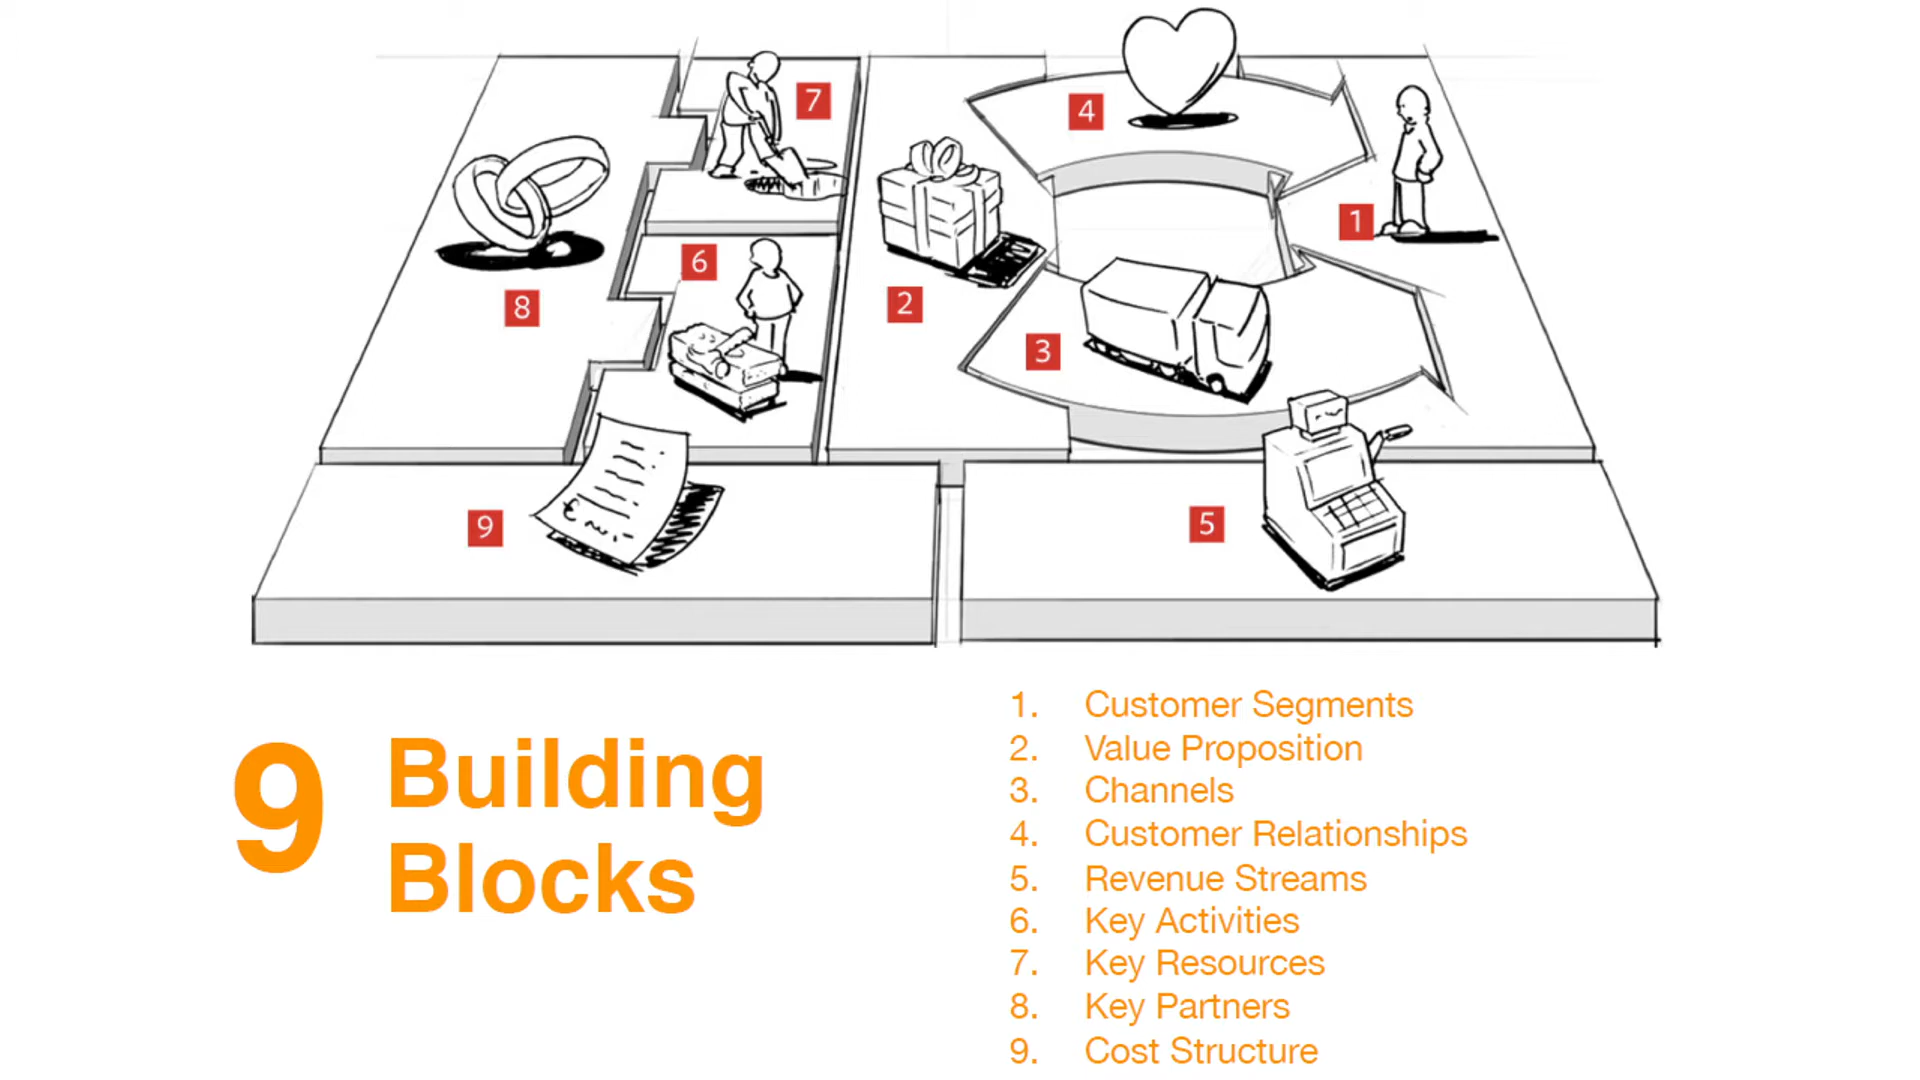 7
4
1
6
8
2
3
9
€
5
9 Building
Blocks
1. Customer Segments
2. Value Proposition
3. Channels
4. Customer Relationships
5. Revenue Streams
6. Key Activities
7. Key Resources
8. Key Partners
9. Cost Structure